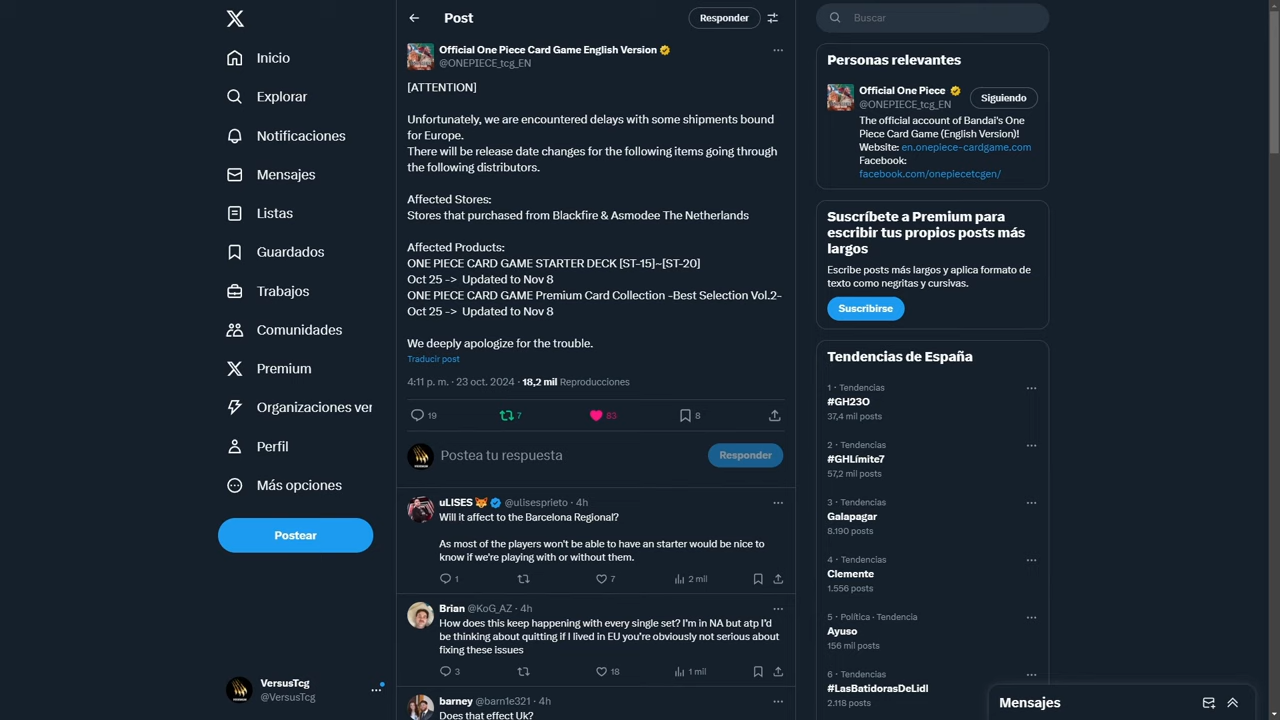 Inicio
Explorar
Notificaciones
Mensajes
Listas
Guardados
Trabajos
Comunidades
Premium
Organizaciones ver
Perfil
Más opciones
Postear
VersusTcg
@VersusTcg
Post
Responder
Official One Piece Card Game English Version
@ONEPIECE_tcg_EN
[ATTENTION]
Unfortunately, we are encountered delays with some shipments bound
for Europe.
There will be release date changes for the following items going through
the following distributors.
Affected Stores:
Stores that purchased from Blackfire & Asmodee The Netherlands
Affected Products:
ONE PIECE CARD GAME STARTER DECK [ST-15]~[ST-20]
Oct 25 -> Updated to Nov 8
ONE PIECE CARD GAME Premium Card Collection -Best Selection Vol.2-
Oct 25 -> Updated to Nov 8
We deeply apologize for the trouble.
Traducir post
4:11 p. m. · 23 oct. 2024 · 18,2 mil Reproducciones
19 7 83 8
Postea tu respuesta
Responder
uLISES @ulisesprieto · 4h
Will it affect to the Barcelona Regional?
As most of the players won't be able to have an starter would be nice to
know if we're playing with or without them.
1 7 2 mil
Brian @KoG_AZ · 4h
How does this keep happening with every single set? I'm in NA but atp I'd
be thinking about quitting if I lived in EU you're obviously not serious about
fixing these issues
3 18 1 mil
barney @barn1e321 · 4h
Does that effect Uk?
Buscar
Personas relevantes
Official One Piece
@ONEPIECE_tcg_EN
Siguiendo
The official account of Bandai's One
Piece Card Game (English Version)!
Website: en.onepiece-cardgame.com
Facebook:
facebook.com/onepiecetcgen/
Suscríbete a Premium para
escribir tus propios posts más
largos
Escribe posts más largos y aplica formato de
texto como negritas y cursivas.
Suscribirse
Tendencias de España
1 · Tendencias
#GH23O
37,4 mil posts
2 · Tendencias
#GHLímite7
57,2 mil posts
3 · Tendencias
Galapagar
8.190 posts
4 · Tendencias
Clemente
1.556 posts
5 · Política · Tendencia
Ayuso
156 mil posts
6 · Tendencias
#LasBatidorasDeLidl
2.118 posts
Mensajes